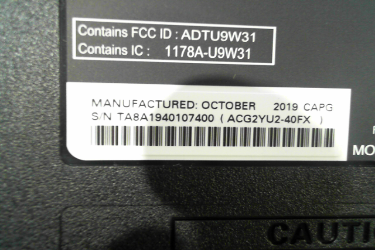 Contains FCC ID : ADTU9W31
Contains IC : 1178A-U9W31
MANUFACTURED: OCTOBER 2019 CAPG
S/N TA8A1940107400 ( ACG2YU2-40FX )
MO
CAUTI